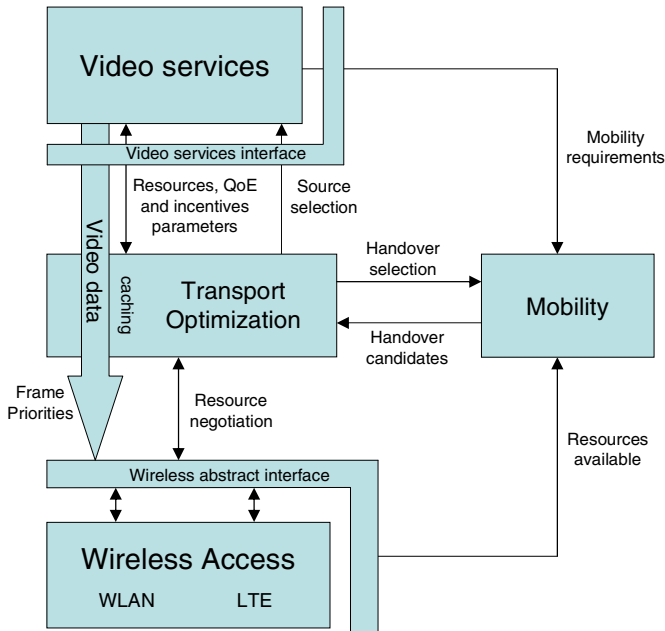 Video services
Video services interface
Mobility
requirements
Resources, QoE
and incentives
parameters
Source
selection
Video data
caching
Transport
Optimization
Handover
selection
Handover
candidates
Mobility
Frame
Priorities
Resource
negotiation
Resources
available
Wireless abstract interface
Wireless Access
WLAN
LTE